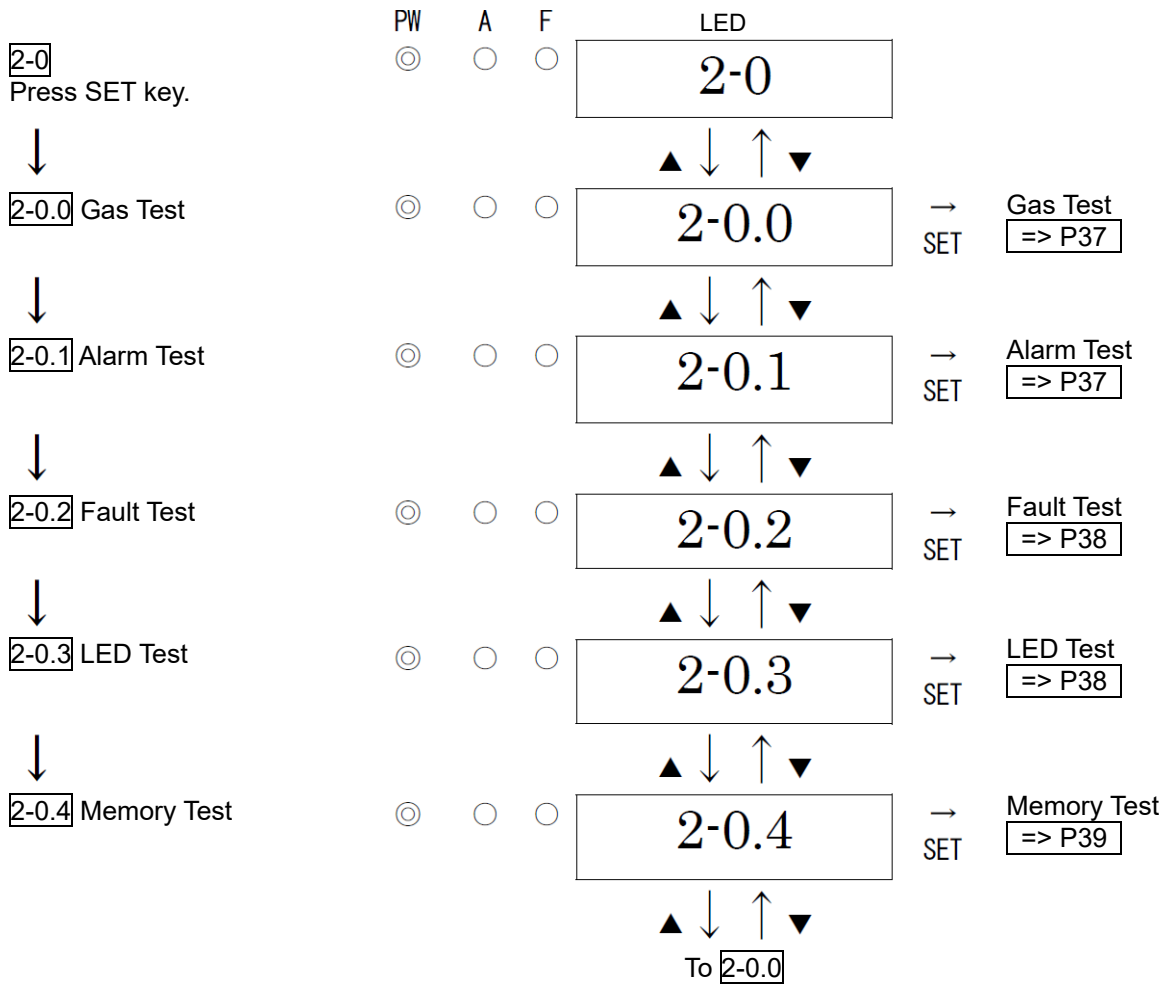 PW A F LED
2-0 ◎ ○ ○ 2-0
Press SET key.
↓ ▲ ↓ ↑ ▼
2-0.0 Gas Test ◎ ○ ○ 2-0.0 → Gas Test
SET => P37
↓ ▲ ↓ ↑ ▼
2-0.1 Alarm Test ◎ ○ ○ 2-0.1 → Alarm Test
SET => P37
↓ ▲ ↓ ↑ ▼
2-0.2 Fault Test ◎ ○ ○ 2-0.2 → Fault Test
SET => P38
↓ ▲ ↓ ↑ ▼
2-0.3 LED Test ◎ ○ ○ 2-0.3 → LED Test
SET => P38
↓ ▲ ↓ ↑ ▼
2-0.4 Memory Test ◎ ○ ○ 2-0.4 → Memory Test
SET => P39
▲ ↓ ↑ ▼
To 2-0.0